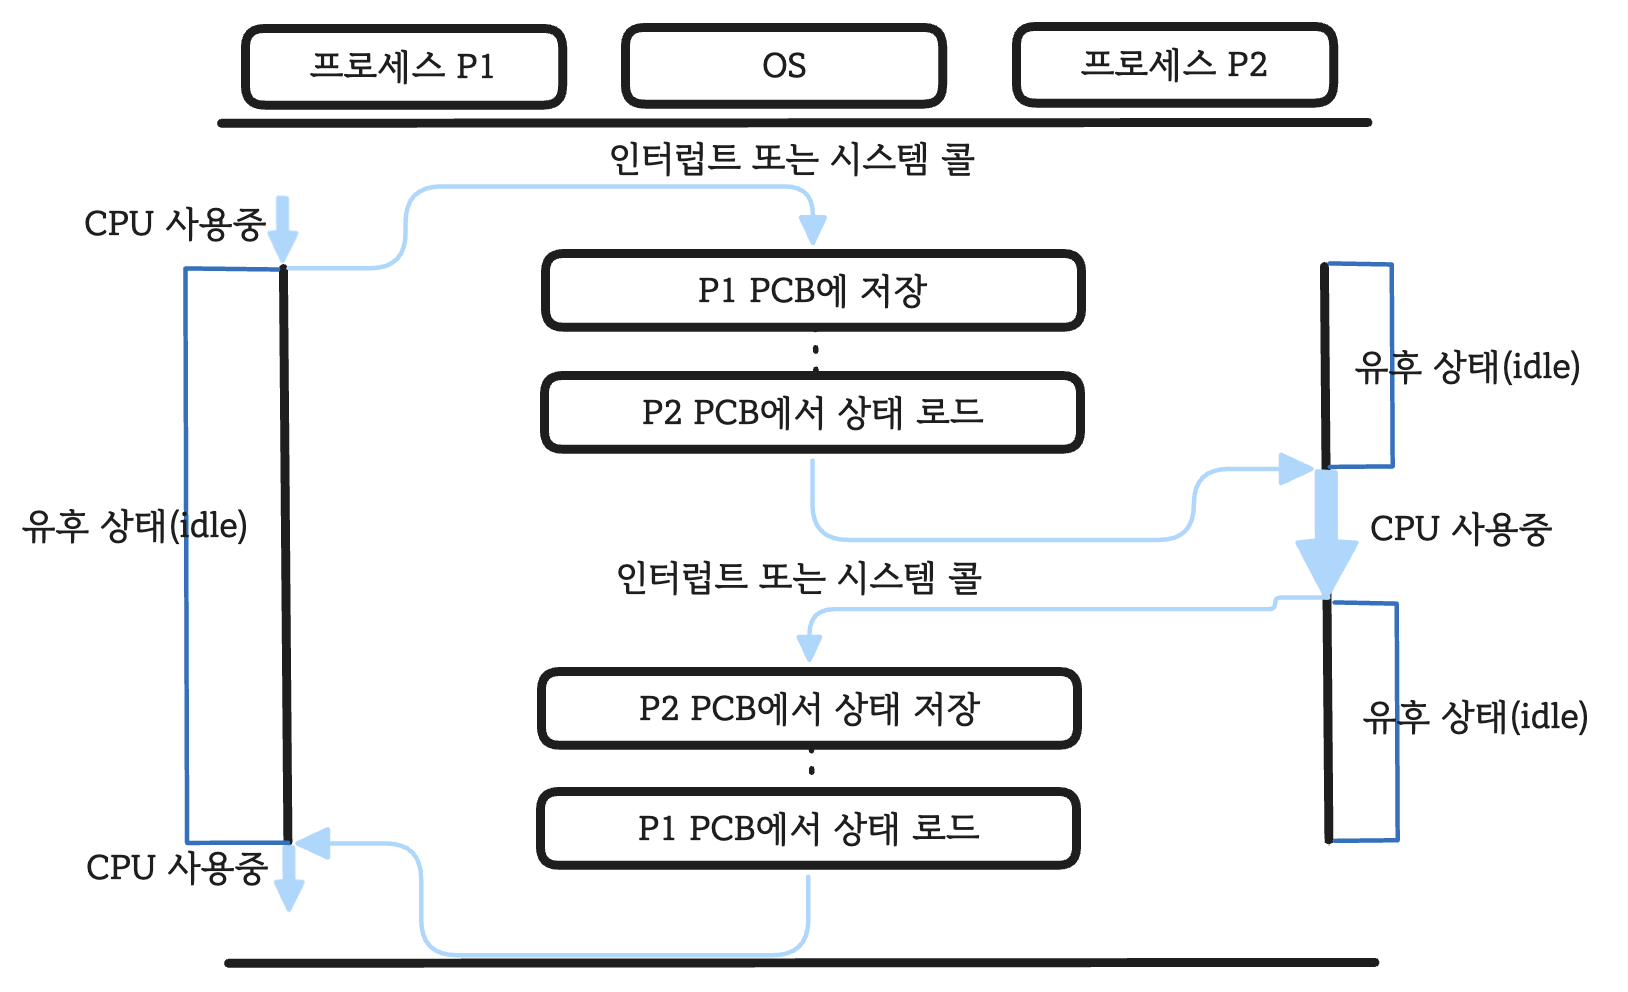 프로세스 P1
OS
프로세스 P2
인터럽트 또는 시스템 콜
CPU 사용중
P1 PCB에 저장
유후 상태(idle)
P2 PCB에서 상태 로드
유후 상태(idle)
CPU 사용중
인터럽트 또는 시스템 콜
P2 PCB에서 상태 저장
유후 상태(idle)
P1 PCB에서 상태 로드
CPU 사용중